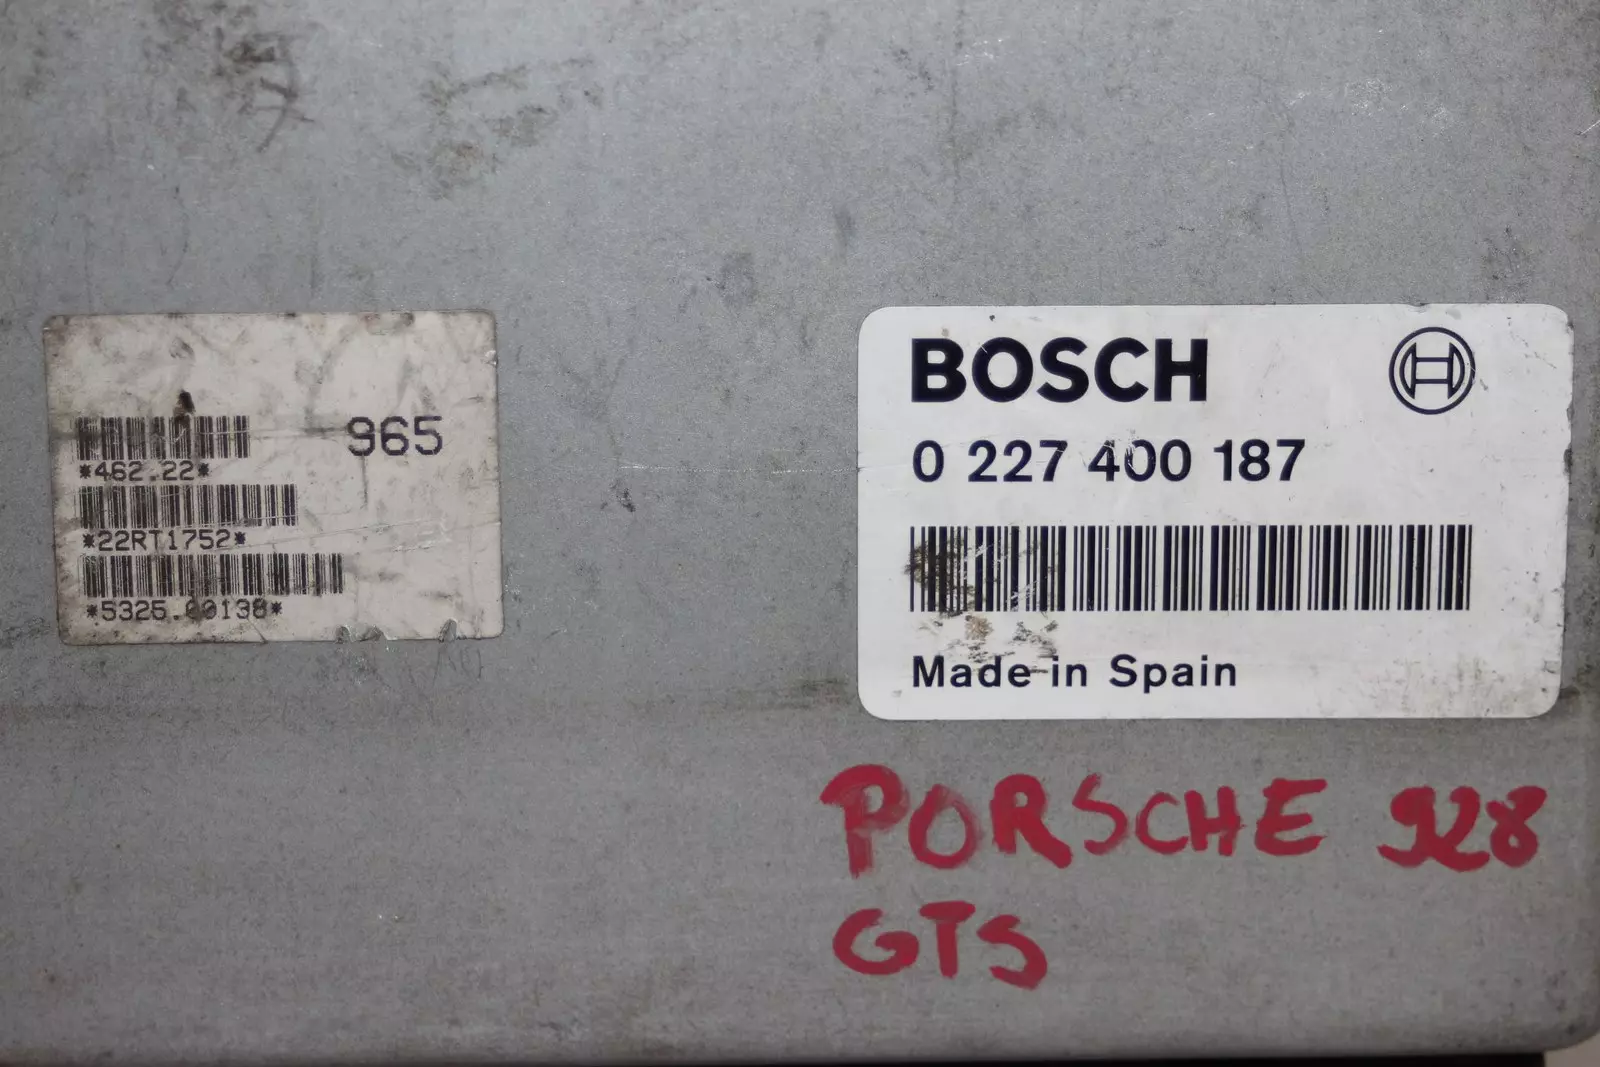 965
*462.22*
*22RT1752*
*5325.00138*
BOSCH
0 227 400 187
Made in Spain
PORSCHE 928
GTS